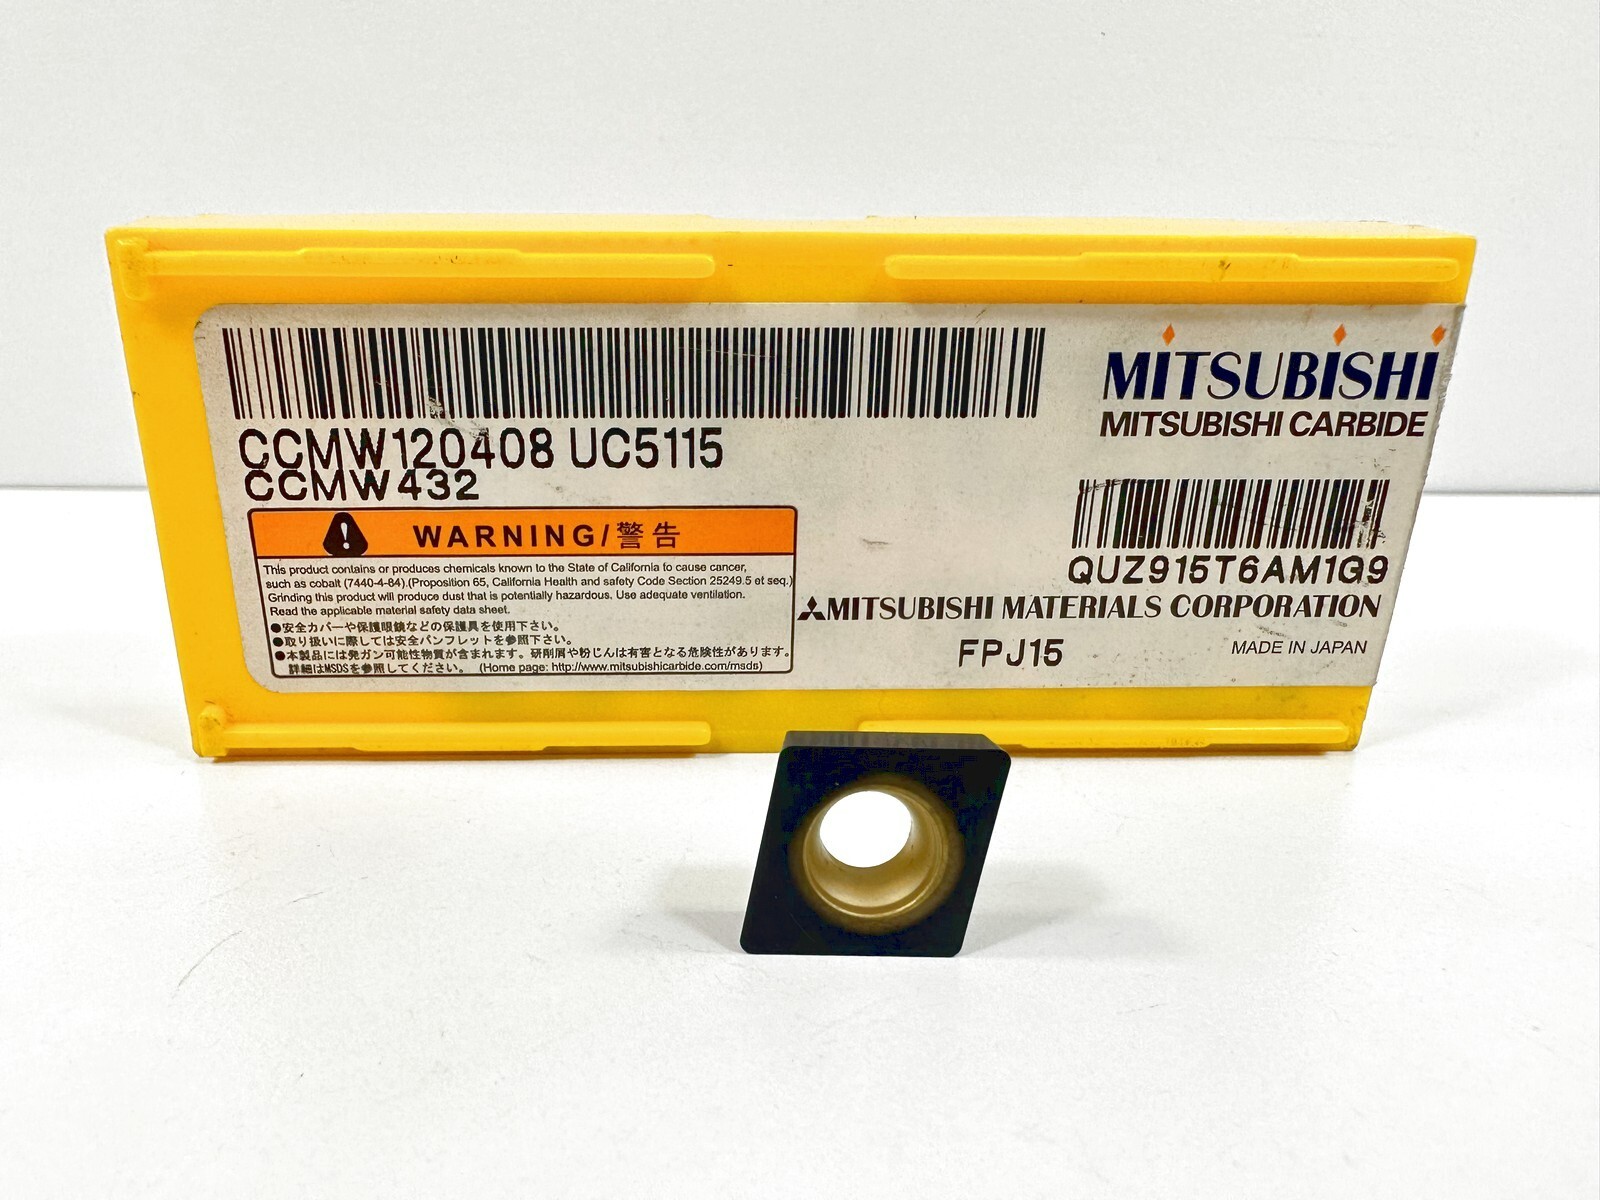 CCMW120408 UC5115
CCMW432
WARNING/警告
This product contains or produces chemicals known to the State of California to cause cancer,
such as cobalt (7440-4-84).(Proposition 65, California Health and safety Code Section 25249.5 et seq.)
Grinding this product will produce dust that is potentially hazardous. Use adequate ventilation.
Read the applicable material safety data sheet.
●安全カバーや保護眼鏡などの保護具を使用下さい。
●取り扱いに際しては安全パンフレットを参照下さい。
●本製品には発ガン可能性物質が含まれます。研削屑や粉じんは有害となる危険性があります。
詳細はMSDSを参照してください。 (Home page: http://www.mitsubishicarbide.com/msds)
MITSUBISHI
MITSUBISHI CARBIDE
QUZ915T6AM1G9
MITSUBISHI MATERIALS CORPORATION
FPJ15
MADE IN JAPAN